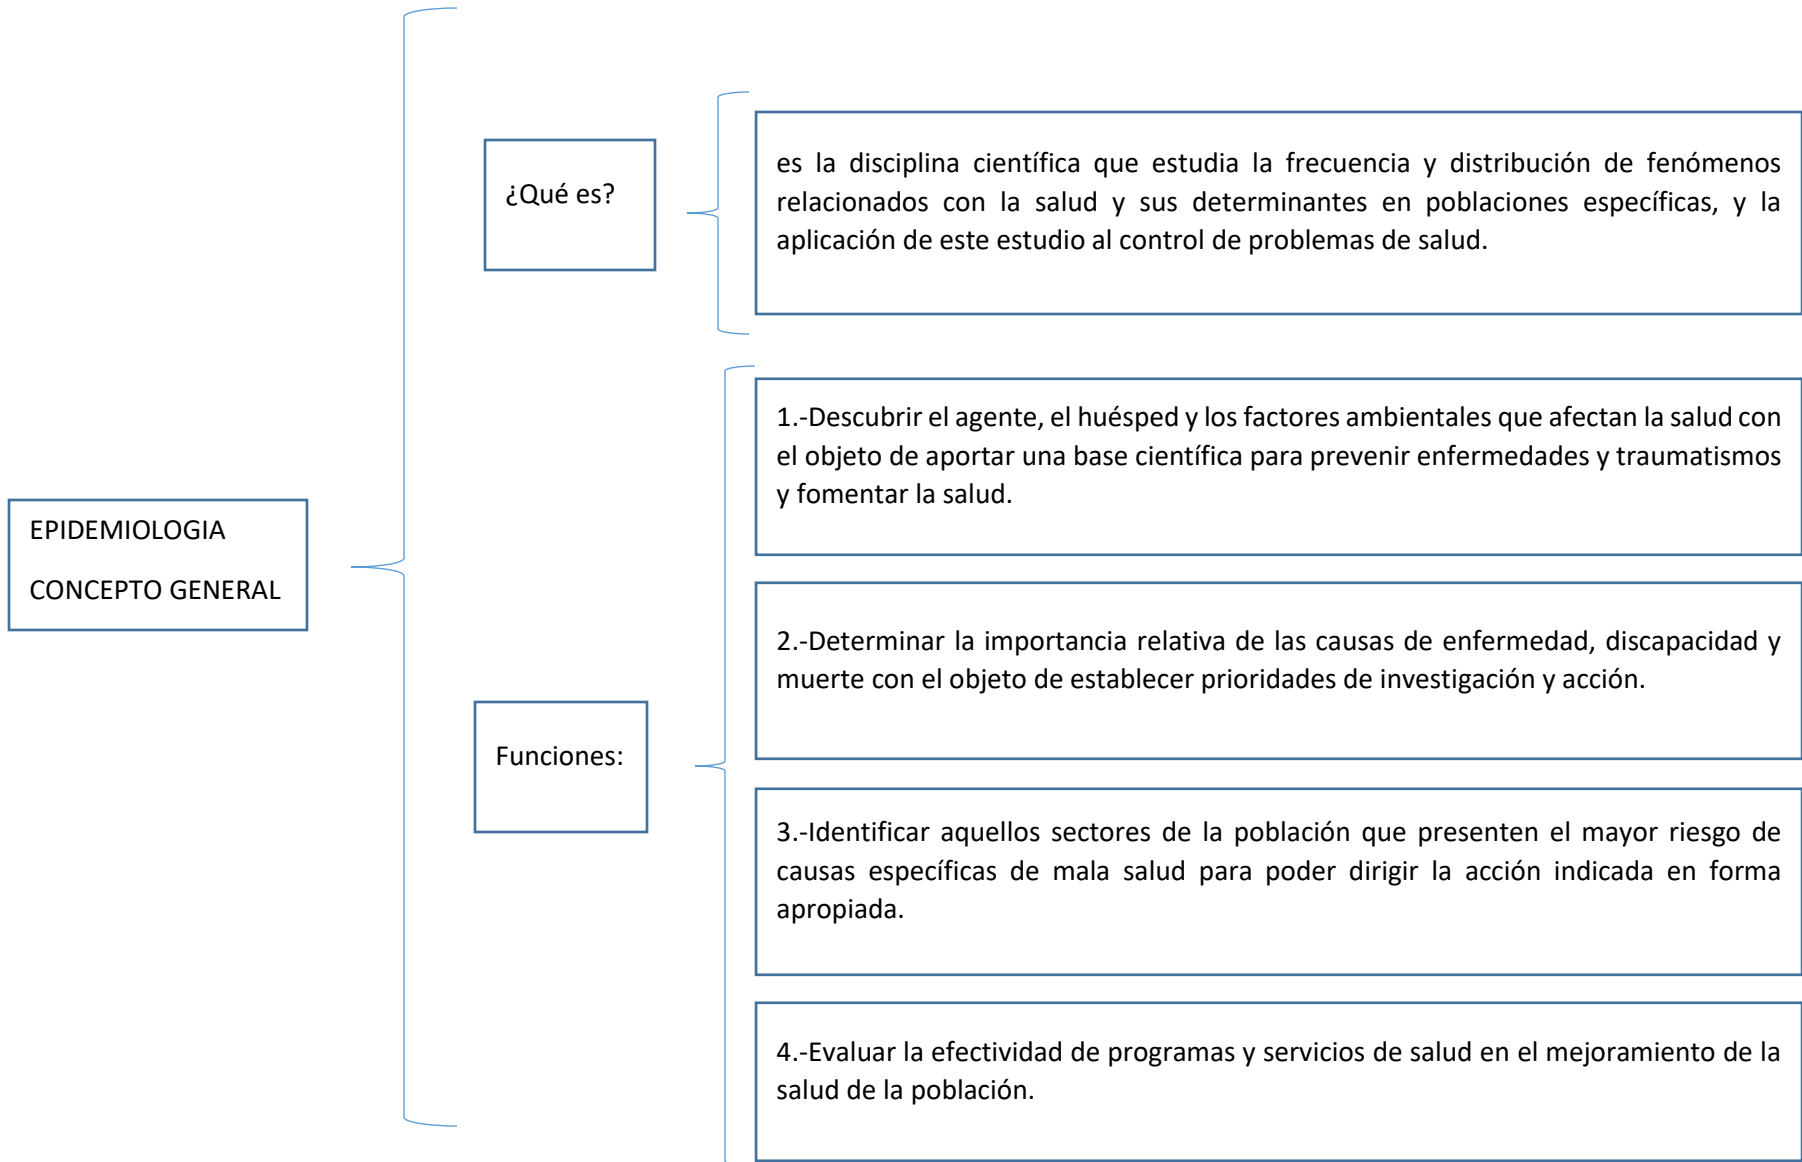 EPIDEMIOLOGIA
CONCEPTO GENERAL
¿Qué es?
es la disciplina científica que estudia la frecuencia y distribución de fenómenos
relacionados con la salud y sus determinantes en poblaciones específicas, y la
aplicación de este estudio al control de problemas de salud.
Funciones:
1.-Descubrir el agente, el huésped y los factores ambientales que afectan la salud con
el objeto de aportar una base científica para prevenir enfermedades y traumatismos
y fomentar la salud.
2.-Determinar la importancia relativa de las causas de enfermedad, discapacidad y
muerte con el objeto de establecer prioridades de investigación y acción.
3.-Identificar aquellos sectores de la población que presenten el mayor riesgo de
causas específicas de mala salud para poder dirigir la acción indicada en forma
apropiada.
4.-Evaluar la efectividad de programas y servicios de salud en el mejoramiento de la
salud de la población.